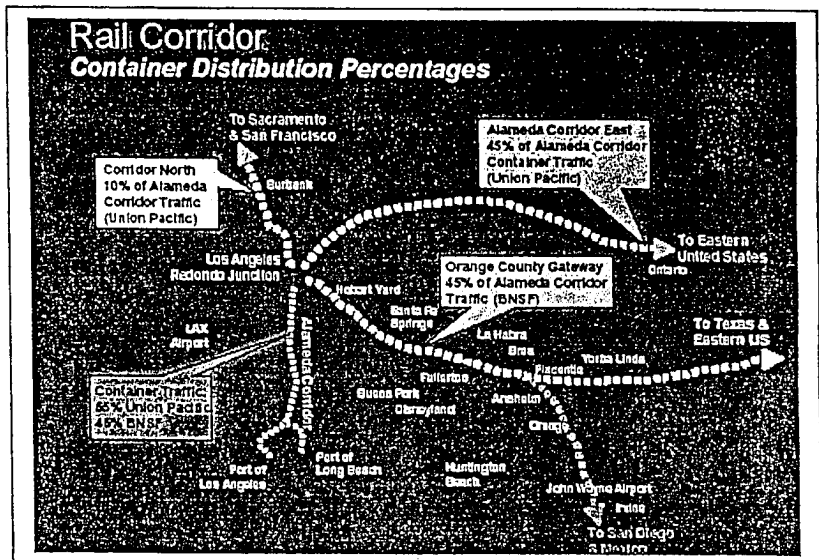 Rail Corridor
Container Distribution Percentages
To Sacramento
& San Francisco
Corridor North
10% of Alameda
Corridor Traffic
(Union Pacific)
Burbank
Alameda Corridor East
45% of Alameda Corridor
Container Traffic
(Union Pacific)
To Eastern
United States
Ontario
Los Angeles
Redondo Junction
Hobart Yard
Orange County Gateway
45% of Alameda Corridor
Traffic (BNSF)
Santa Fe
Springs
LAX
Airport
Alameda Corridor
La Habra
Brea
Placentia
Yorba Linda
To Texas &
Eastern US
Container Traffic:
55% Union Pacific
45% BNSF
Fullerton
Buena Park
Disneyland
Anaheim
Orange
Port of
Los Angeles
Port of
Long Beach
Huntington
Beach
John Wayne Airport
Irvine
To San Diego
& Mexico